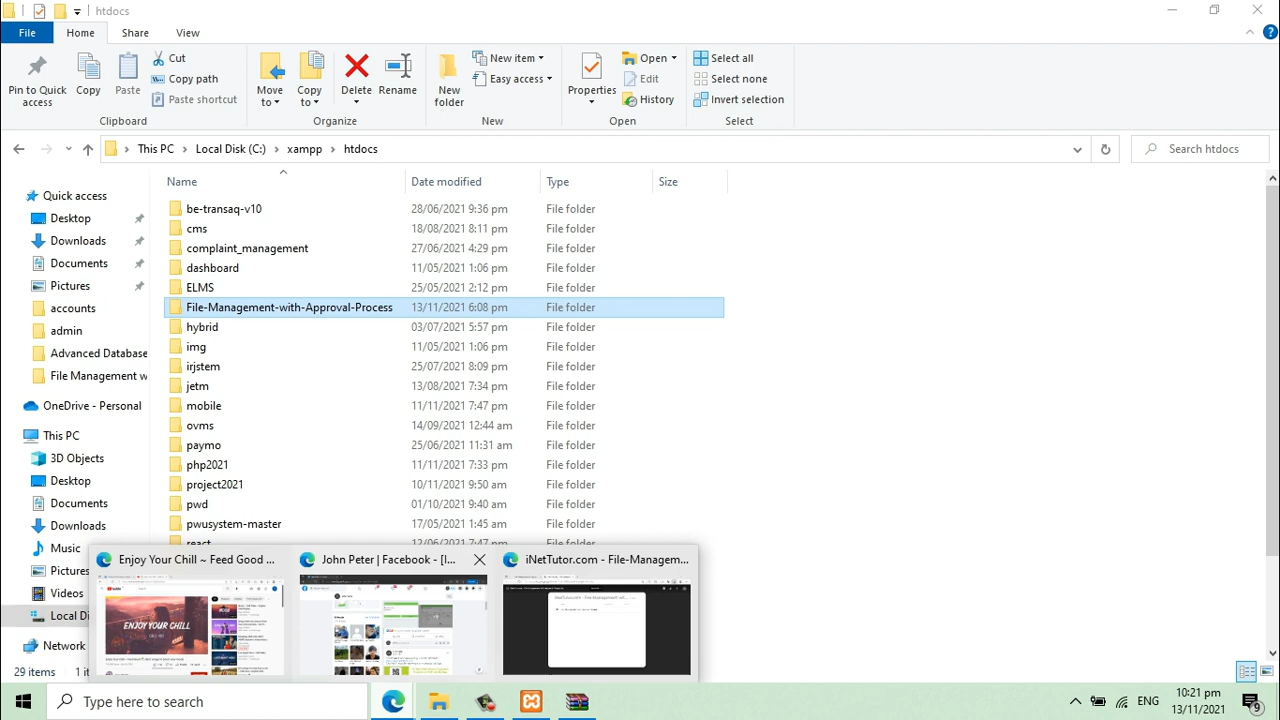 htdocs
File Home Share View
Pin to Quick access
Copy
Paste
Cut
Copy path
Paste shortcut
Clipboard
Move to
Copy to
Delete
Rename
Organize
New folder
New item
Easy access
New
Properties
Open
Edit
History
Open
Select all
Select none
Invert selection
Select
This PC Local Disk (C:) xampp htdocs
Search htdocs
Name Date modified Type Size
Quick access
Desktop
Downloads
Documents
Pictures
accounts
admin
Advanced Database
File Management w
OneDrive - Personal
This PC
3D Objects
Desktop
Documents
Downloads
Music
Pictures
Videos
Local
Network
be-transaq-v10 28/06/2021 9:36 pm File folder
cms 18/08/2021 8:11 pm File folder
complaint_management 27/06/2021 4:29 pm File folder
dashboard 11/05/2021 1:06 pm File folder
ELMS 25/05/2021 2:12 pm File folder
File-Management-with-Approval-Process 13/11/2021 6:08 pm File folder
hybrid 03/07/2021 5:57 pm File folder
img 11/05/2021 1:06 pm File folder
irjstem 25/07/2021 8:09 pm File folder
jetm 13/08/2021 7:34 pm File folder
mobile 11/11/2021 7:47 pm File folder
ovms 14/09/2021 12:44 am File folder
paymo 25/06/2021 11:31 am File folder
php2021 11/11/2021 7:33 pm File folder
project2021 10/11/2021 9:50 am File folder
pwd 01/10/2021 9:40 am File folder
pwusystem-master 17/05/2021 1:45 am File folder
react 12/06/2021 7:47 pm File folder
Enjoy Your Chill ~ Feed Good ...
John Peter | Facebook - [I...
iNetTutor.com - File-Managem...
ENJOY YOUR CHILL
29 items
Type here to search
ENG
10:21 pm
13/11/2021
9